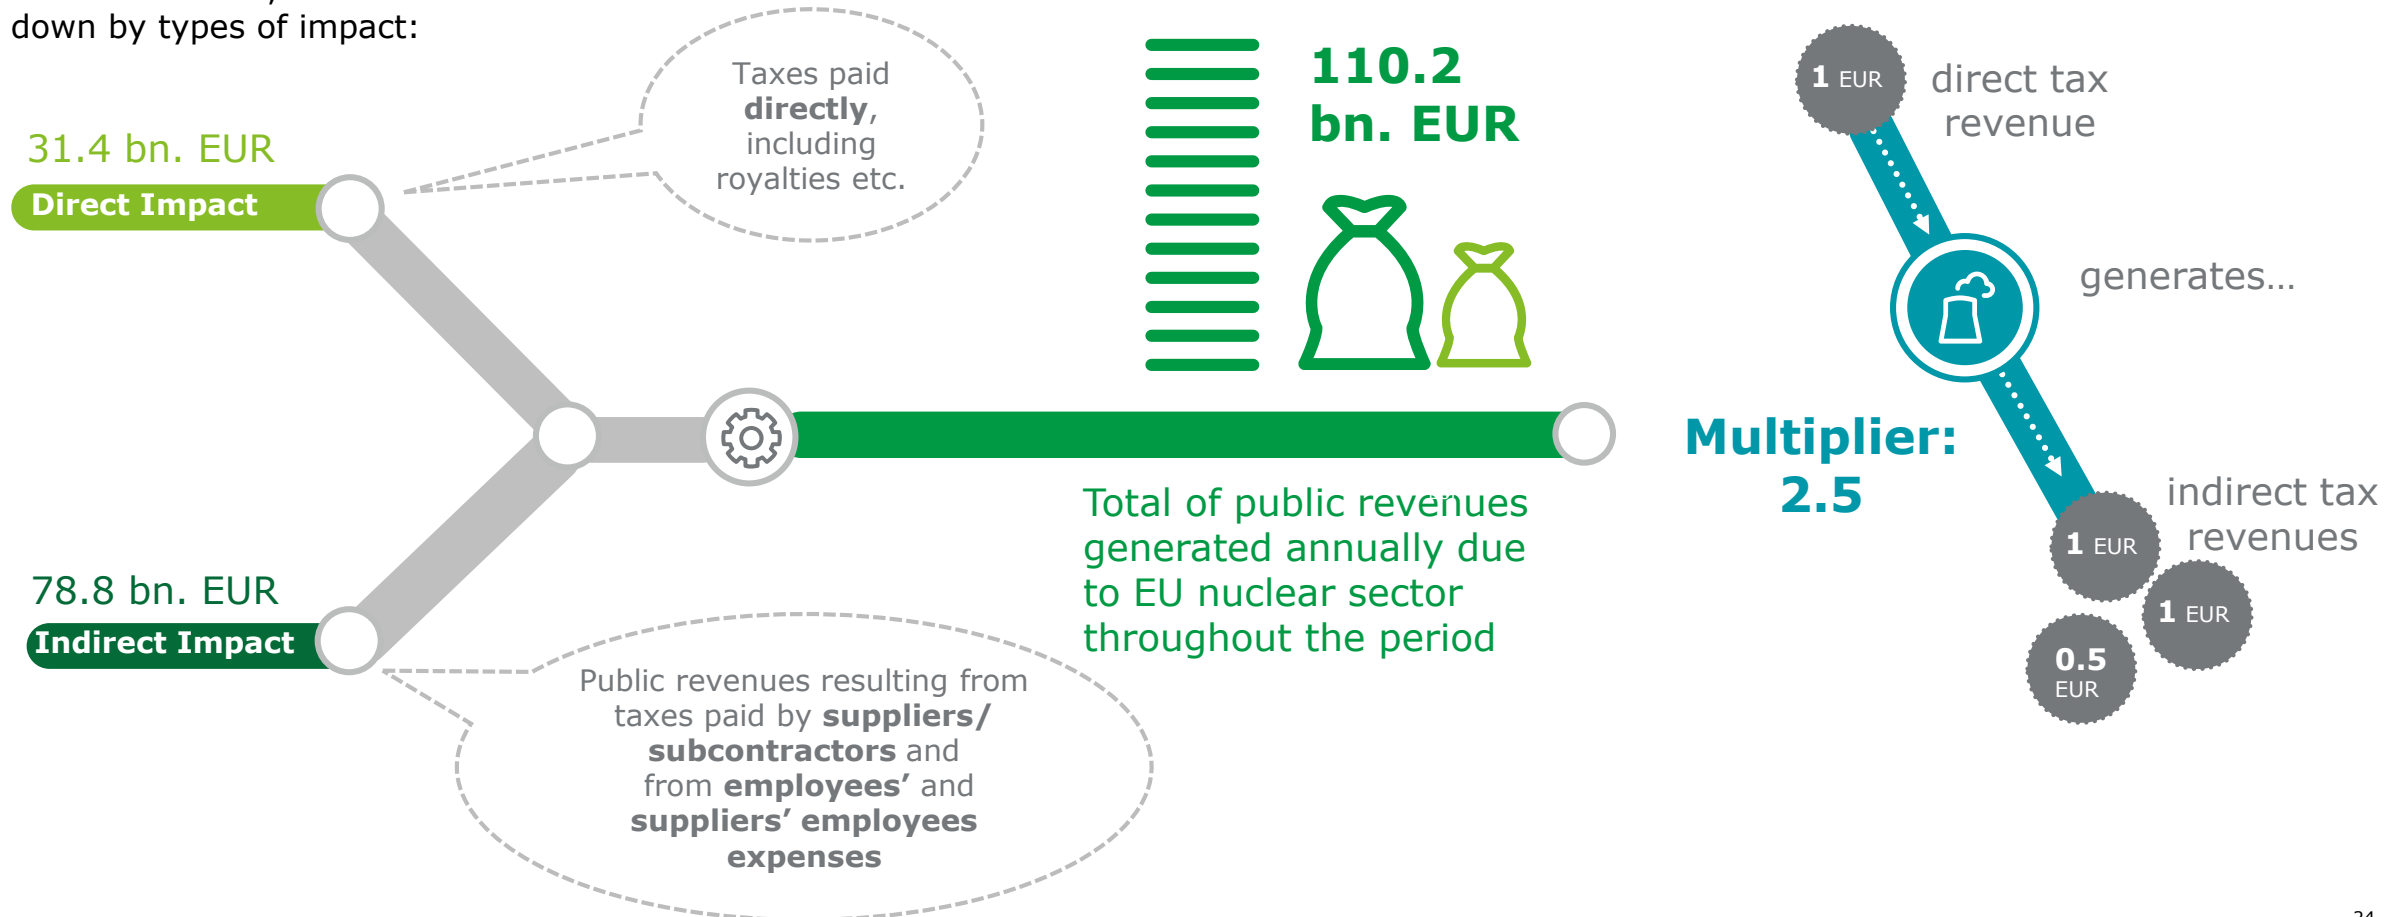 down by types of impact:
31.4 bn. EUR
Direct Impact
Taxes paid
directly,
including
royalties etc.
110.2
bn. EUR
1 EUR
direct tax
revenue
generates…
Multiplier:
2.5
indirect tax
revenues
1 EUR
1 EUR
0.5
EUR
Total of public revenues
generated annually due
to EU nuclear sector
throughout the period
78.8 bn. EUR
Indirect Impact
Public revenues resulting from
taxes paid by suppliers/
subcontractors and
from employees’ and
suppliers’ employees
expenses